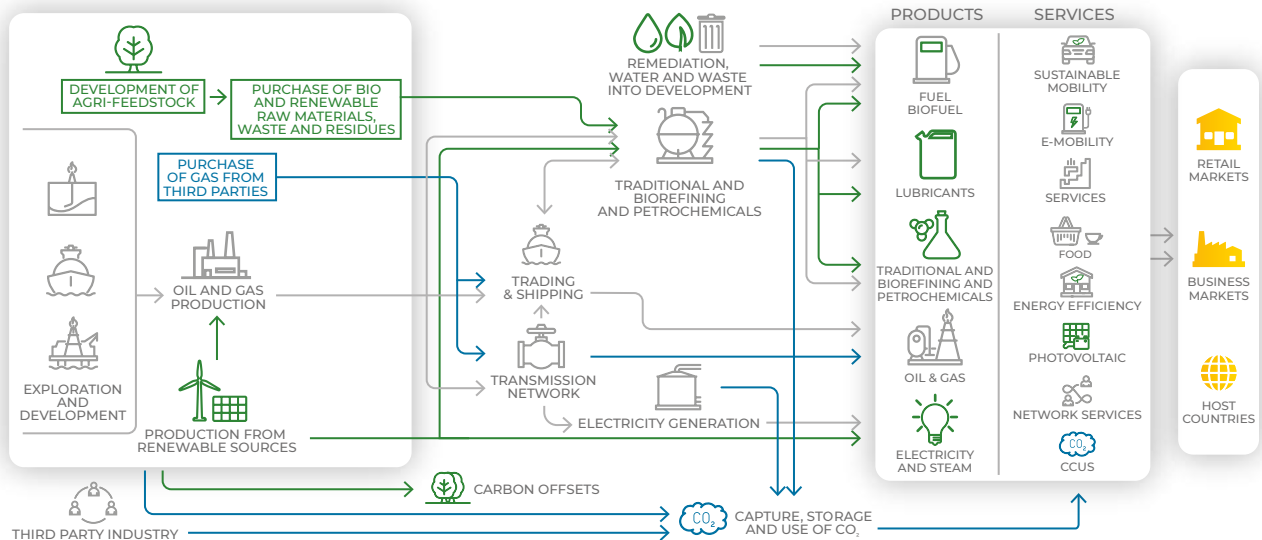 PRODUCTS
SERVICES
DEVELOPMENT OF
AGRI-FEEDSTOCK
PURCHASE OF BIO
AND RENEWABLE
RAW MATERIALS,
WASTE AND RESIDUES
PURCHASE
OF GAS FROM
THIRD PARTIES
OIL AND GAS
PRODUCTION
EXPLORATION
AND
DEVELOPMENT
PRODUCTION FROM
RENEWABLE SOURCES
REMEDIATION,
WATER AND WASTE
INTO DEVELOPMENT
TRADITIONAL AND
BIOREFINING
AND PETROCHEMICALS
TRADING
& SHIPPING
TRANSMISSION
NETWORK
ELECTRICITY GENERATION
CARBON OFFSETS
THIRD PARTY INDUSTRY
CO₂
CAPTURE, STORAGE
AND USE OF CO₂
FUEL
BIOFUEL
LUBRICANTS
TRADITIONAL AND
BIOREFINING AND
PETROCHEMICALS
OIL & GAS
ELECTRICITY
AND STEAM
SUSTAINABLE
MOBILITY
E-MOBILITY
SERVICES
FOOD
ENERGY EFFICIENCY
PHOTOVOLTAIC
NETWORK SERVICES
CO₂
CCUS
RETAIL
MARKETS
BUSINESS
MARKETS
HOST
COUNTRIES